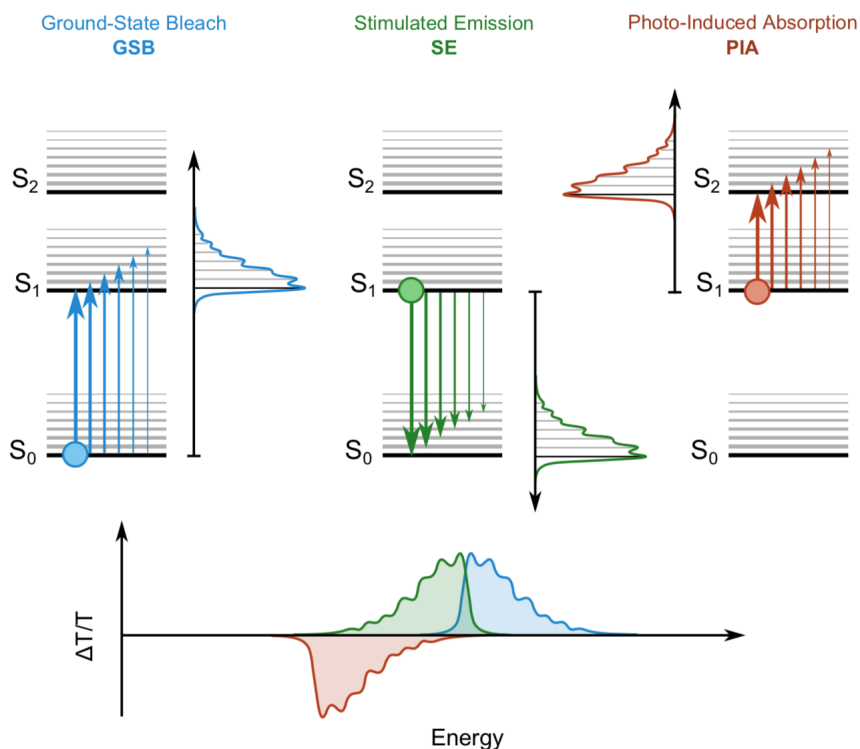 Ground-State Bleach
GSB
Stimulated Emission
SE
Photo-Induced Absorption
PIA
S2
S1
S0
S2
S1
S0
S2
S1
S0
ΔT/T
Energy